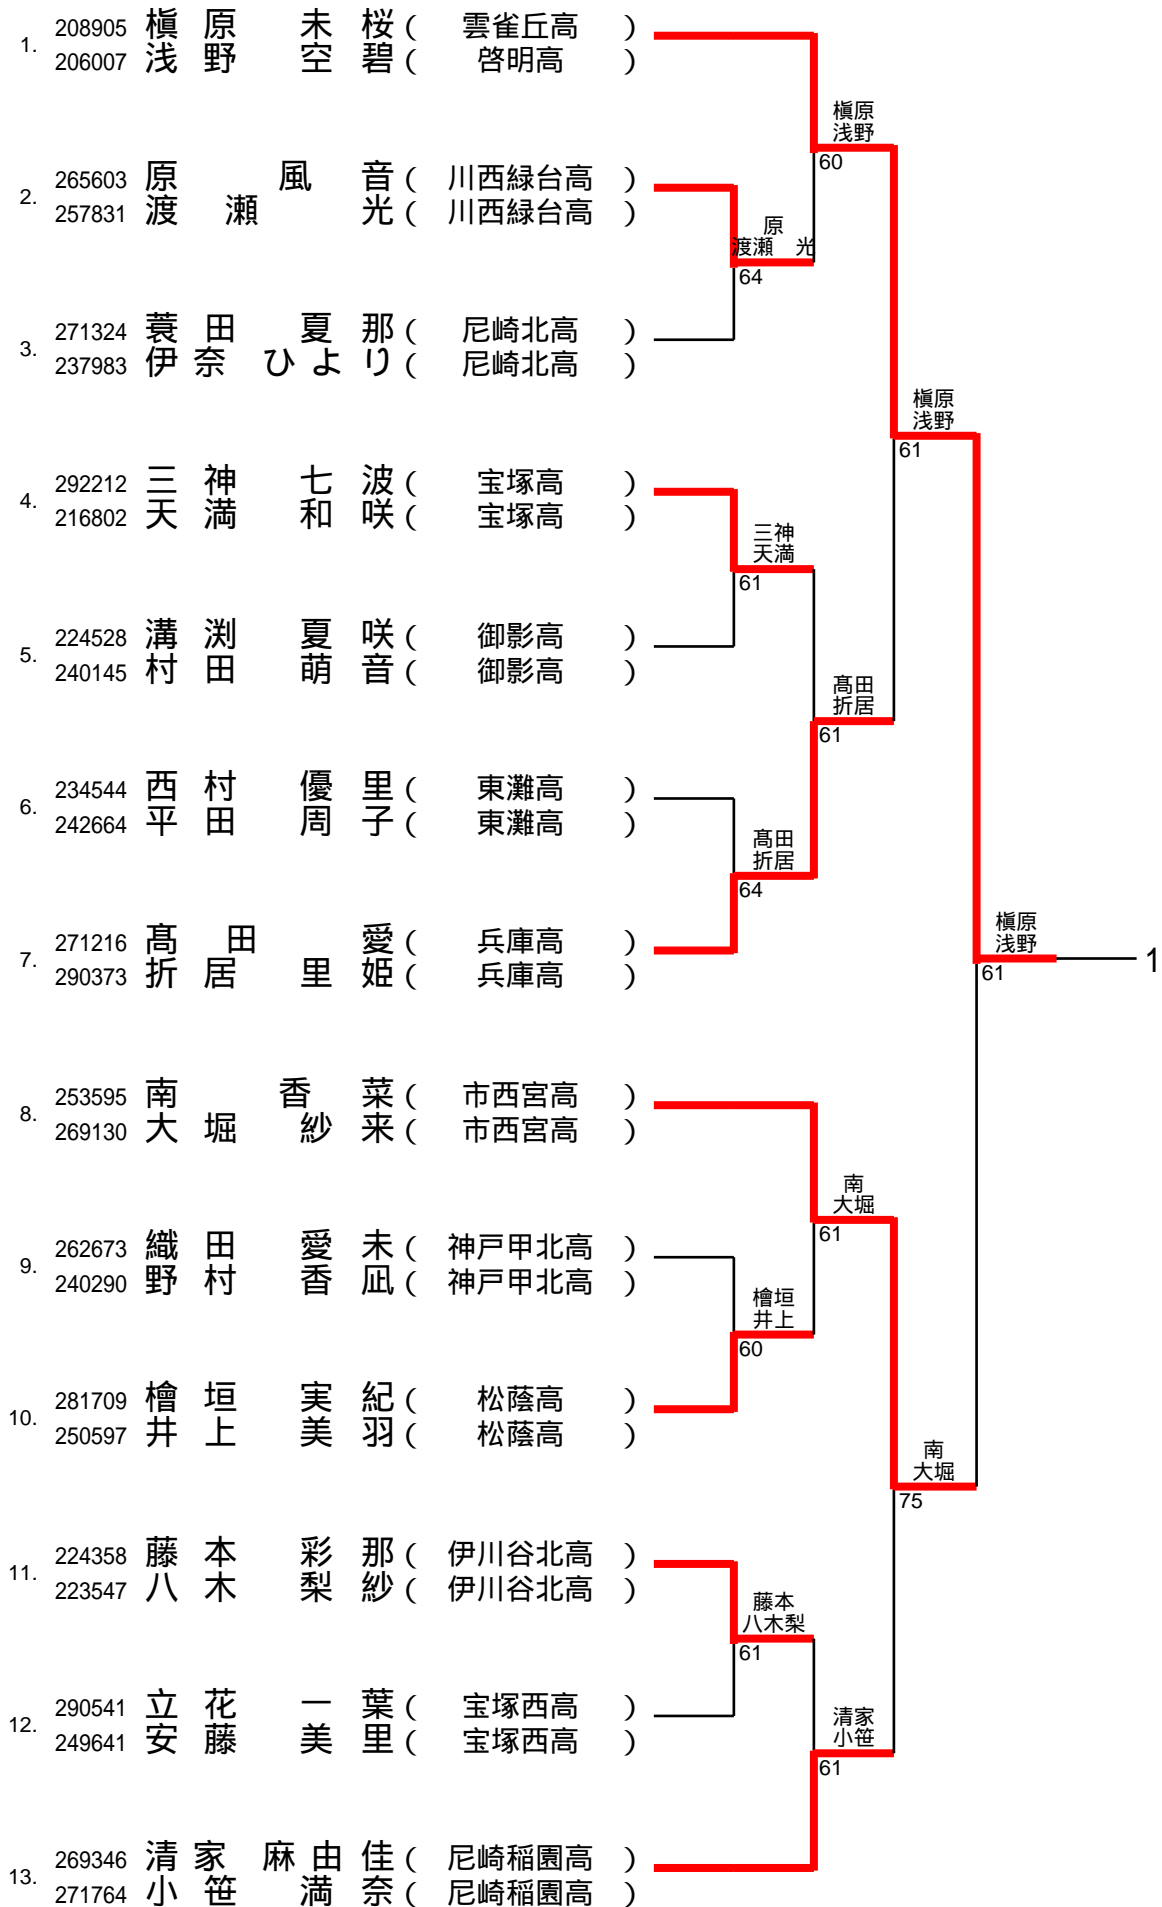 1. 208905 槇原 未桜 ( 雲雀丘高 )
206007 浅野 空碧 ( 啓明高 )
2. 265603 原 風音 ( 川西緑台高 )
257831 渡瀬 光 ( 川西緑台高 )
3. 271324 蓑田 夏那 ( 尼崎北高 )
237983 伊奈 ひより ( 尼崎北高 )
4. 292212 三神 七波 ( 宝塚高 )
216802 天満 和咲 ( 宝塚高 )
5. 224528 溝渕 夏咲 ( 御影高 )
240145 村田 萌音 ( 御影高 )
6. 234544 西村 優里 ( 東灘高 )
242664 平田 周子 ( 東灘高 )
7. 271216 髙田 愛 ( 兵庫高 )
290373 折居 里姫 ( 兵庫高 )
8. 253595 南 香菜 ( 市西宮高 )
269130 大堀 紗来 ( 市西宮高 )
9. 262673 織田 愛未 ( 神戸甲北高 )
240290 野村 香凪 ( 神戸甲北高 )
10. 281709 檜垣 実紀 ( 松蔭高 )
250597 井上 美羽 ( 松蔭高 )
11. 224358 藤本 彩那 ( 伊川谷北高 )
223547 八木 梨紗 ( 伊川谷北高 )
12. 290541 立花 一葉 ( 宝塚西高 )
249641 安藤 美里 ( 宝塚西高 )
13. 269346 清家 麻由佳 ( 尼崎稲園高 )
271764 小笹 満奈 ( 尼崎稲園高 )
原
渡瀬 光
64
三神
天満
61
髙田
折居
64
檜垣
井上
60
藤本
八木梨
61
槇原
浅野
60
髙田
折居
61
南
大堀
61
清家
小笹
61
槇原
浅野
61
南
大堀
75
槇原
浅野
61
1